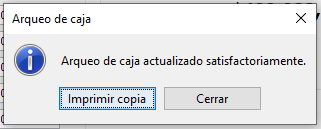 Arqueo de caja
Arqueo de caja actualizado satisfactoriamente.
Imprimir copia
Cerrar